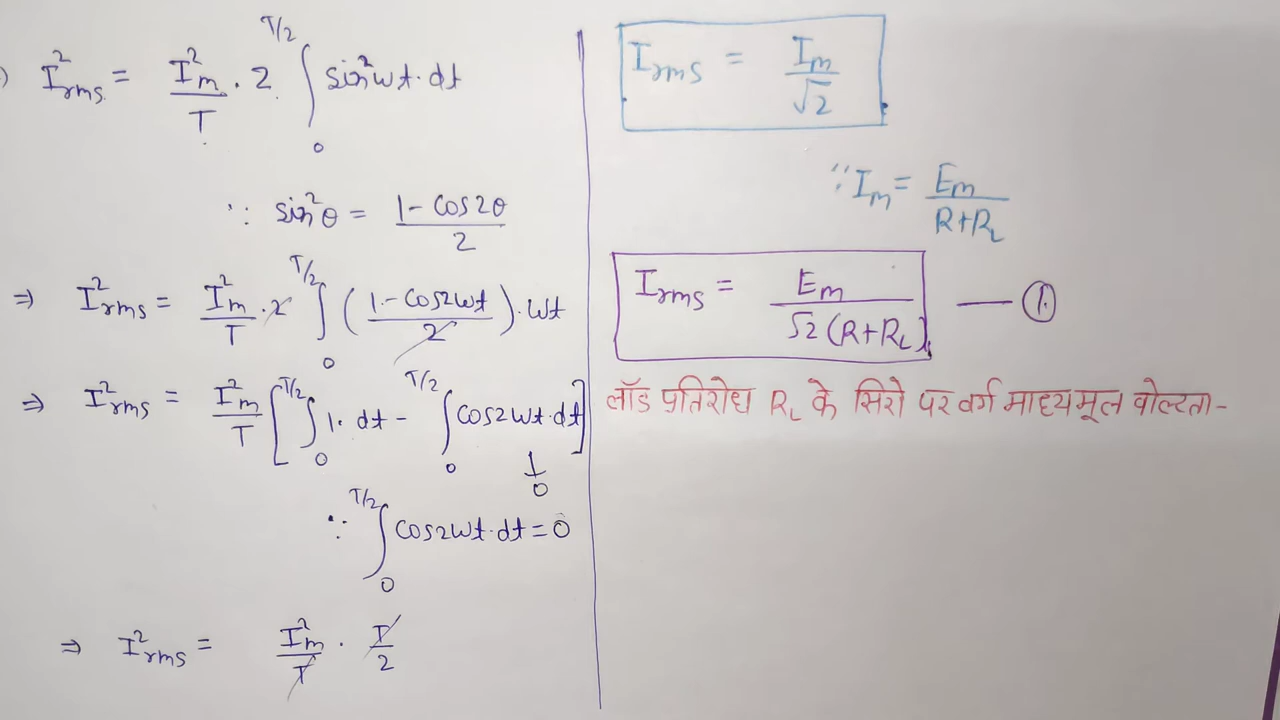 ⇒ I²rms = I²m/T · 2 ∫₀^T/2 sin²ωt · dt
∵ sin²θ = (1 - cos2θ)/2
⇒ I²rms = I²m/T · 2 ∫₀^T/2 ((1 - cos2ωt)/2) · ωt
⇒ I²rms = I²m/T [∫₀^T/2 1 · dt - ∫₀^T/2 cos2ωt · dt]
↓
0
∵ ∫₀^T/2 cos2ωt · dt = 0
⇒ I²rms = I²m/T · T/2
Irms = Im/√2
∵ Im = Em/(R+RL)
Irms = Em/(√2 (R+RL)) — ①
लॉड प्रतिरोध RL के सिरो पर वर्ग माध्यमूल वोल्टता -